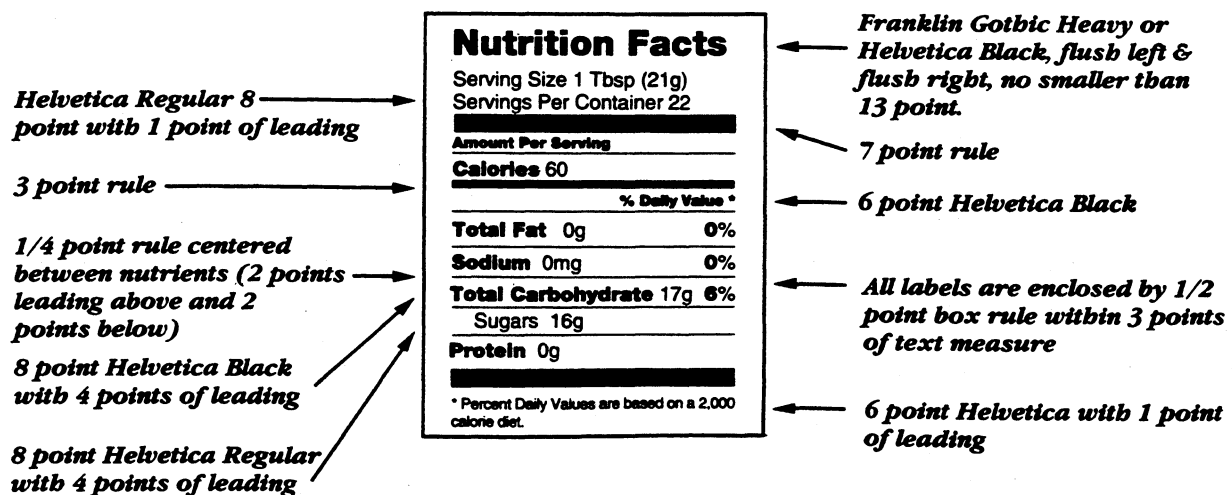 Helvetica Regular 8
point with 1 point of leading
3 point rule
1/4 point rule centered
between nutrients (2 points
leading above and 2
points below)
8 point Helvetica Black
with 4 points of leading
8 point Helvetica Regular
with 4 points of leading
Nutrition Facts
Serving Size 1 Tbsp (21g)
Servings Per Container 22
Amount Per Serving
Calories 60
% Daily Value *
Total Fat 0g 0%
Sodium 0mg 0%
Total Carbohydrate 17g 6%
Sugars 16g
Protein 0g
* Percent Daily Values are based on a 2,000
calorie diet.
Franklin Gothic Heavy or
Helvetica Black, flush left &
flush right, no smaller than
13 point.
7 point rule
6 point Helvetica Black
All labels are enclosed by 1/2
point box rule within 3 points
of text measure
6 point Helvetica with 1 point
of leading